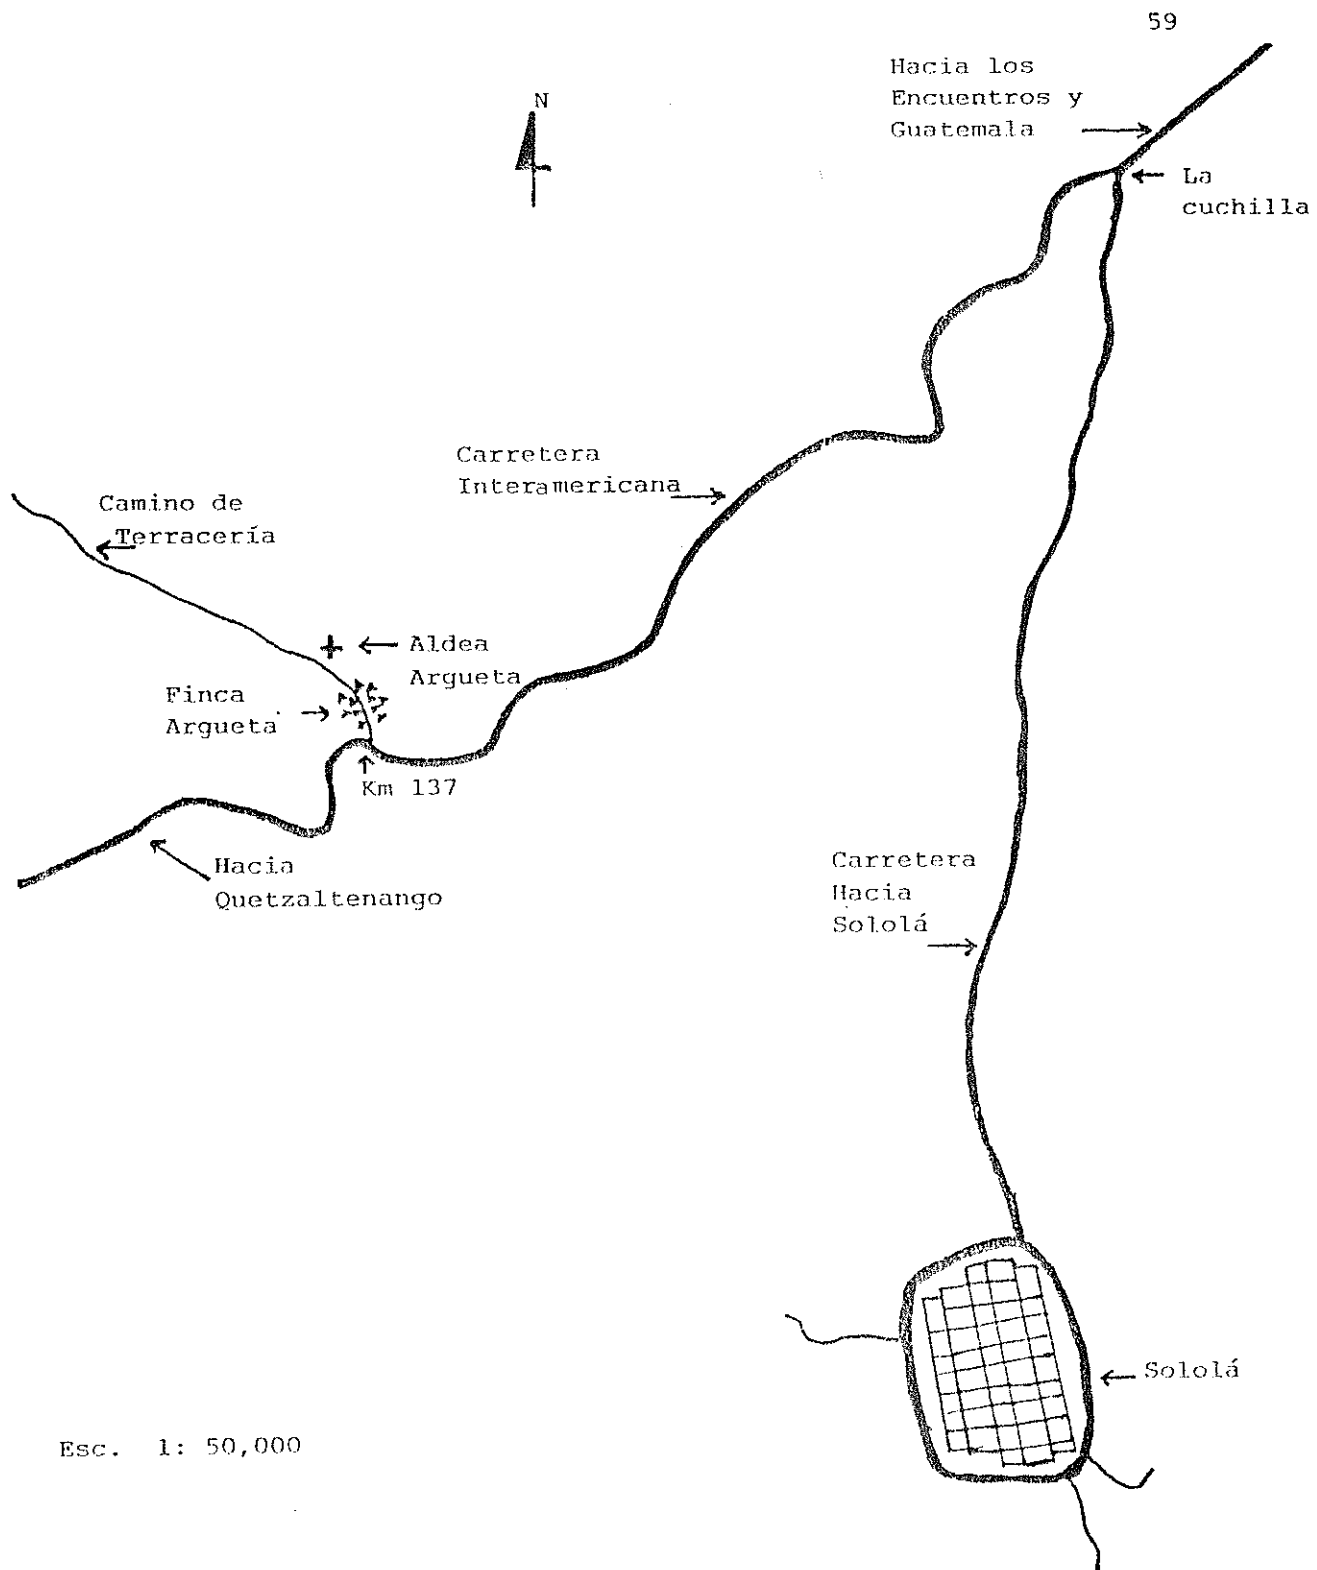 59
Hacia los
Encuentros y
Guatemala
N
La
cuchilla
Carretera
Interamericana
Camino de
Terracería
Aldea
Argueta
Finca
Argueta
Km 137
Hacia
Quetzaltenango
Carretera
Hacia
Sololá
Sololá
Esc. 1: 50,000